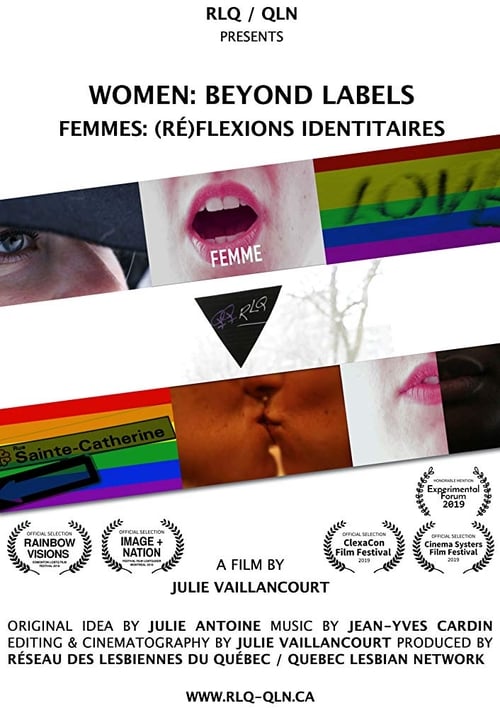 RLQ / QLN
PRESENTS
WOMEN: BEYOND LABELS
FEMMES: (RÉ)FLEXIONS IDENTITAIRES
LOVE
FEMME
RLQ
Rue
Sainte-Catherine
HONORABLE MENTION
Experimental
Forum
2019
OFFICIAL SELECTION
RAINBOW
VISIONS
OFFICIAL SELECTION
IMAGE +
NATION
OFFICIAL SELECTION
ClexaCon
Film Festival
2019
OFFICIAL SELECTION
Cinema Systers
Film Festival
2019
A FILM BY
JULIE VAILLANCOURT
ORIGINAL IDEA BY JULIE ANTOINE MUSIC BY JEAN-YVES CARDIN
EDITING & CINEMATOGRAPHY BY JULIE VAILLANCOURT PRODUCED BY
RÉSEAU DES LESBIENNES DU QUÉBEC / QUEBEC LESBIAN NETWORK
WWW.RLQ-QLN.CA